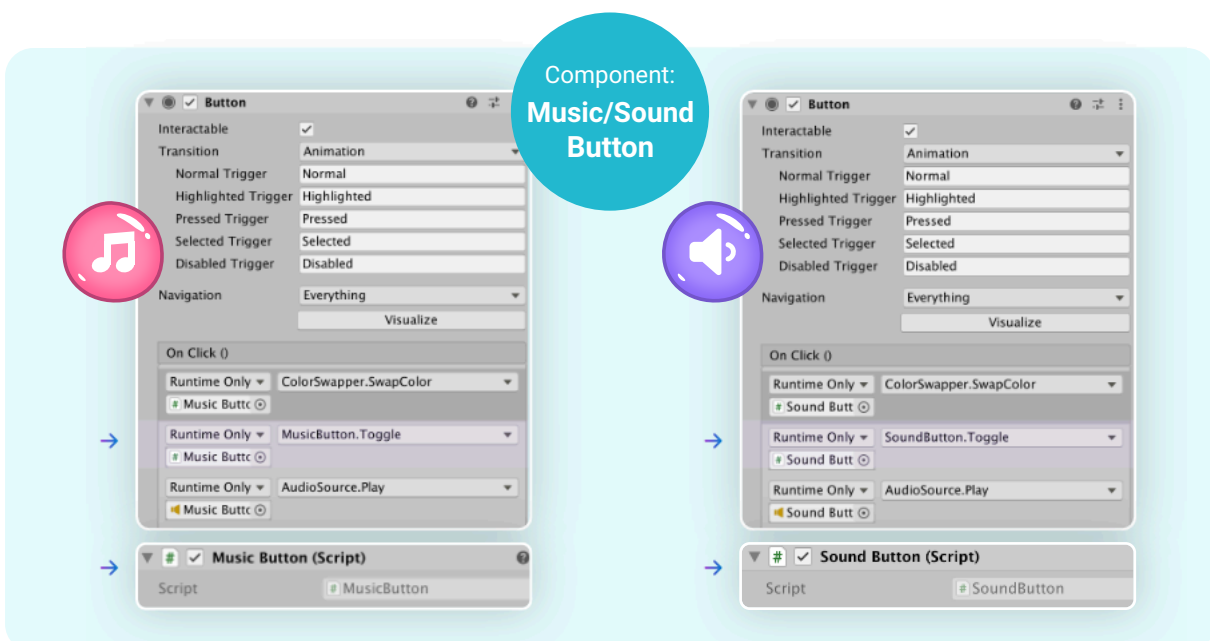 Component:
Music/Sound
Button
Button
Interactable
Transition Animation
Normal Trigger Normal
Highlighted Trigger Highlighted
Pressed Trigger Pressed
Selected Trigger Selected
Disabled Trigger Disabled
Navigation Everything
Visualize
On Click ()
Runtime Only ColorSwapper.SwapColor
# Music Buttc
Runtime Only MusicButton.Toggle
# Music Buttc
Runtime Only AudioSource.Play
Music Buttc
# Music Button (Script)
Script # MusicButton
Button
Interactable
Transition Animation
Normal Trigger Normal
Highlighted Trigger Highlighted
Pressed Trigger Pressed
Selected Trigger Selected
Disabled Trigger Disabled
Navigation Everything
Visualize
On Click ()
Runtime Only ColorSwapper.SwapColor
# Sound Butt
Runtime Only SoundButton.Toggle
# Sound Butt
Runtime Only AudioSource.Play
Sound Butt
# Sound Button (Script)
Script # SoundButton